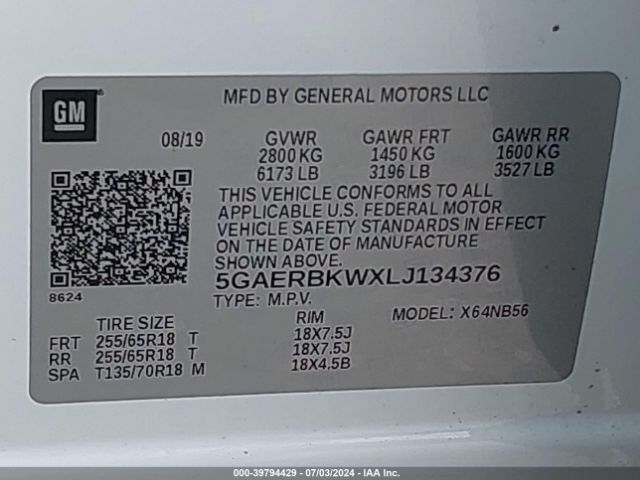 GM
MFD BY GENERAL MOTORS LLC
08/19 GVWR GAWR FRT GAWR RR
2800 KG 1450 KG 1600 KG
6173 LB 3196 LB 3527 LB
THIS VEHICLE CONFORMS TO ALL
APPLICABLE U.S. FEDERAL MOTOR
VEHICLE SAFETY STANDARDS IN EFFECT
ON THE DATE OF MANUFACTURE
SHOWN ABOVE.
8624
5GAERBKWXLJ134376
TYPE: M.P.V.
MODEL: X64NB56
TIRE SIZE RIM
FRT 255/65R18 T 18X7.5J
RR 255/65R18 T 18X7.5J
SPA T135/70R18 M 18X4.5B
000-39794429 - 07/03/2024 - IAA Inc.